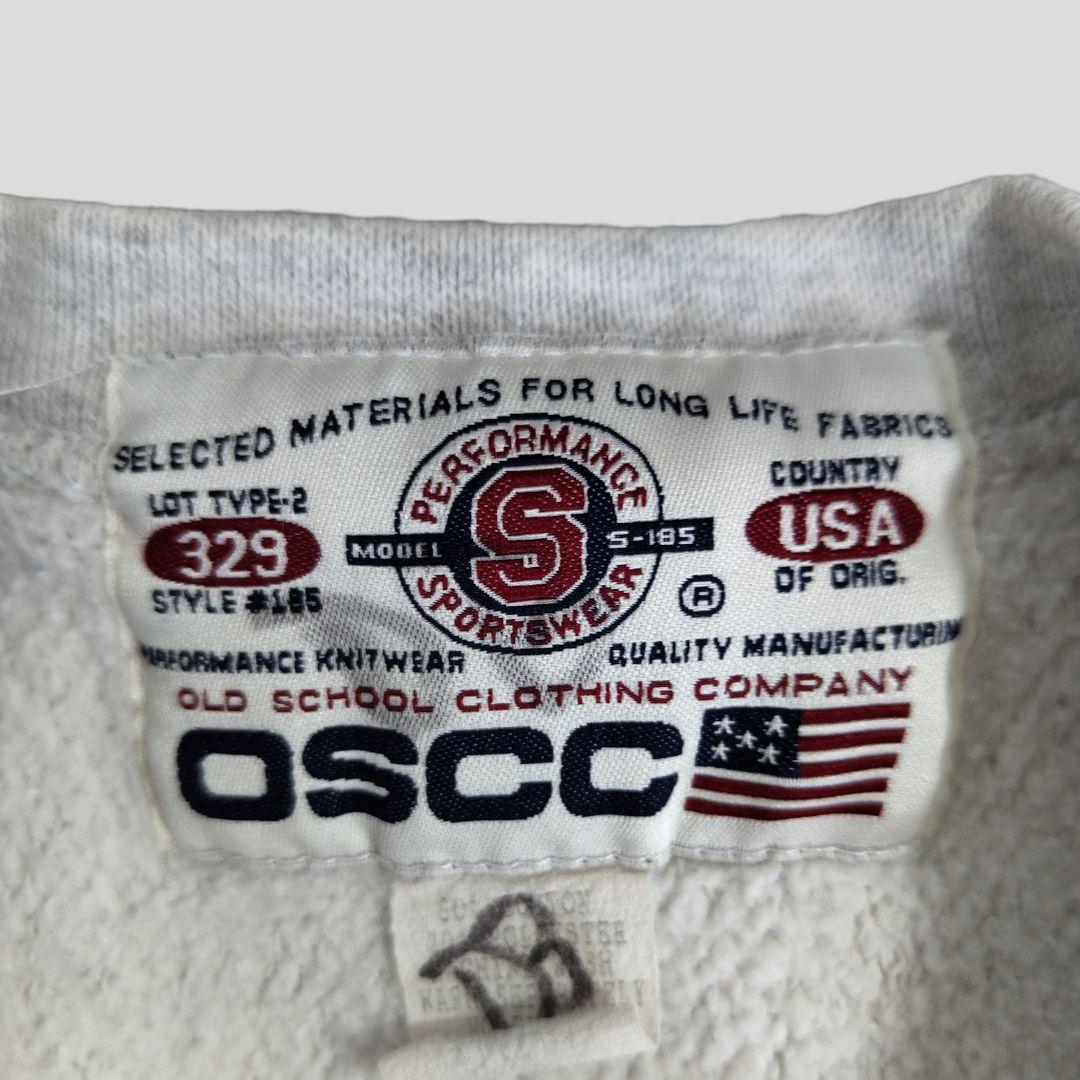 SELECTED MATERIALS FOR LONG LIFE FABRICS
LOT TYPE-2
329
STYLE #185
PERFORMANCE
S
MODEL S-185
SPORTSWEAR
®
COUNTRY
USA
OF ORIG.
PERFORMANCE KNITWEAR
QUALITY MANUFACTURING
OLD SCHOOL CLOTHING COMPANY
OSCC